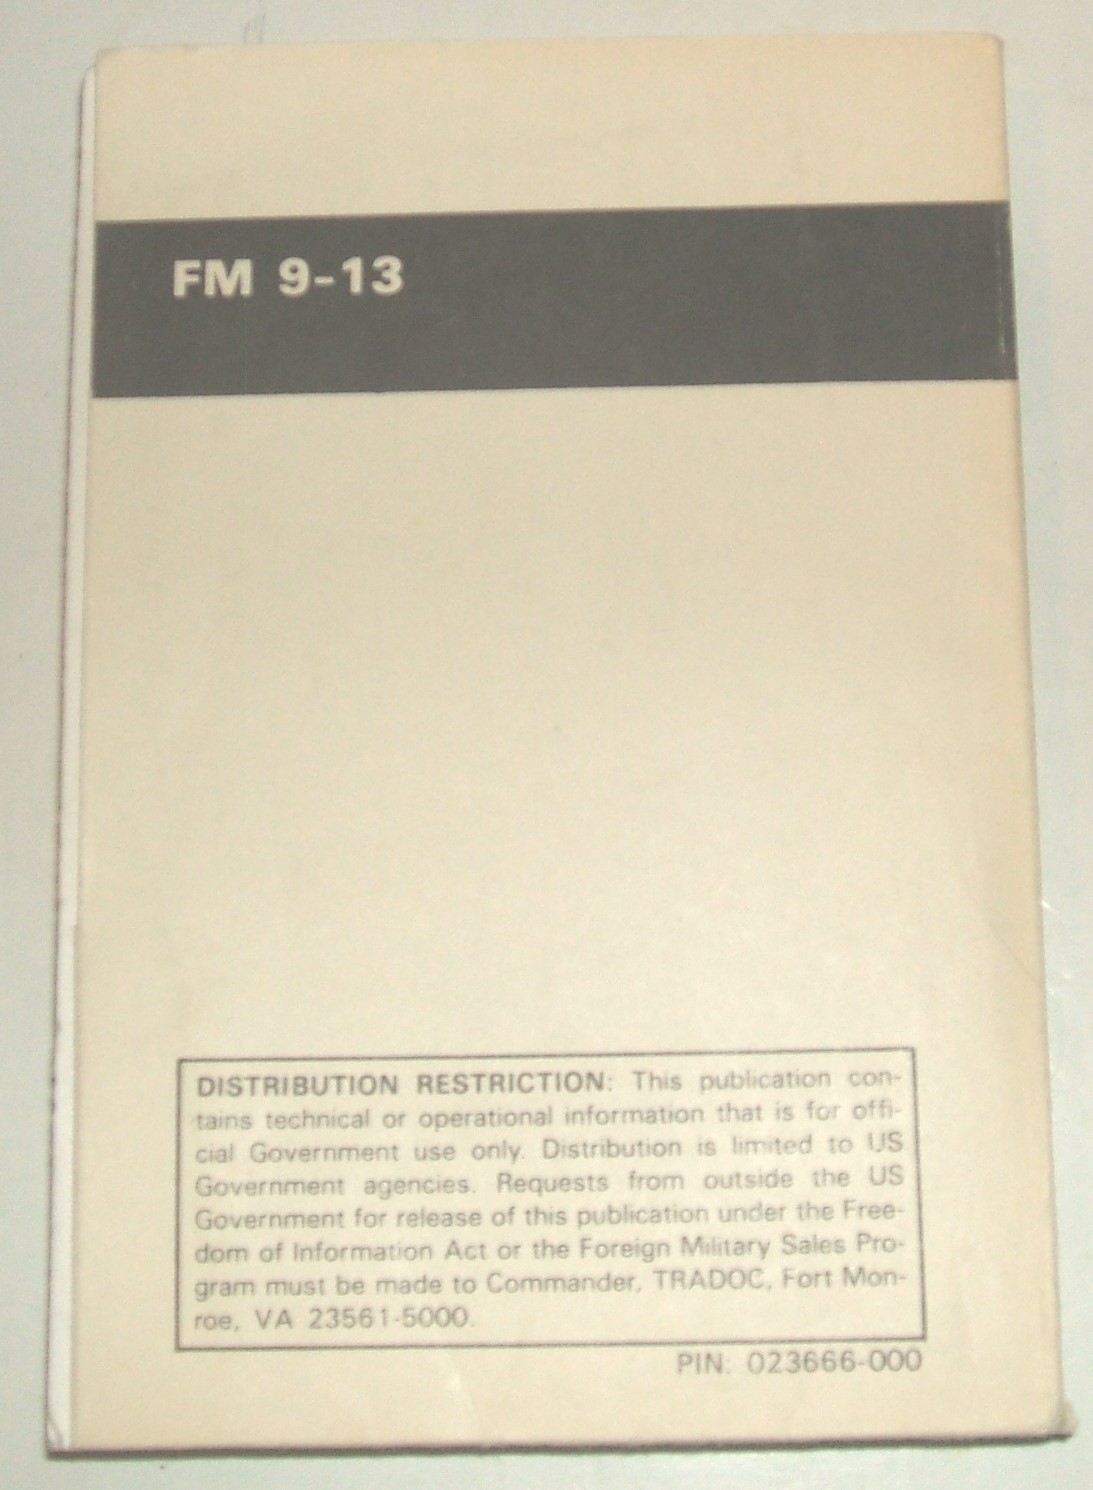 FM 9-13
DISTRIBUTION RESTRICTION: This publication con-
tains technical or operational information that is for offi-
cial Government use only. Distribution is limited to US
Government agencies. Requests from outside the US
Government for release of this publication under the Free-
dom of Information Act or the Foreign Military Sales Pro-
gram must be made to Commander, TRADOC, Fort Mon-
roe, VA 23561-5000.
PIN: 023666-000